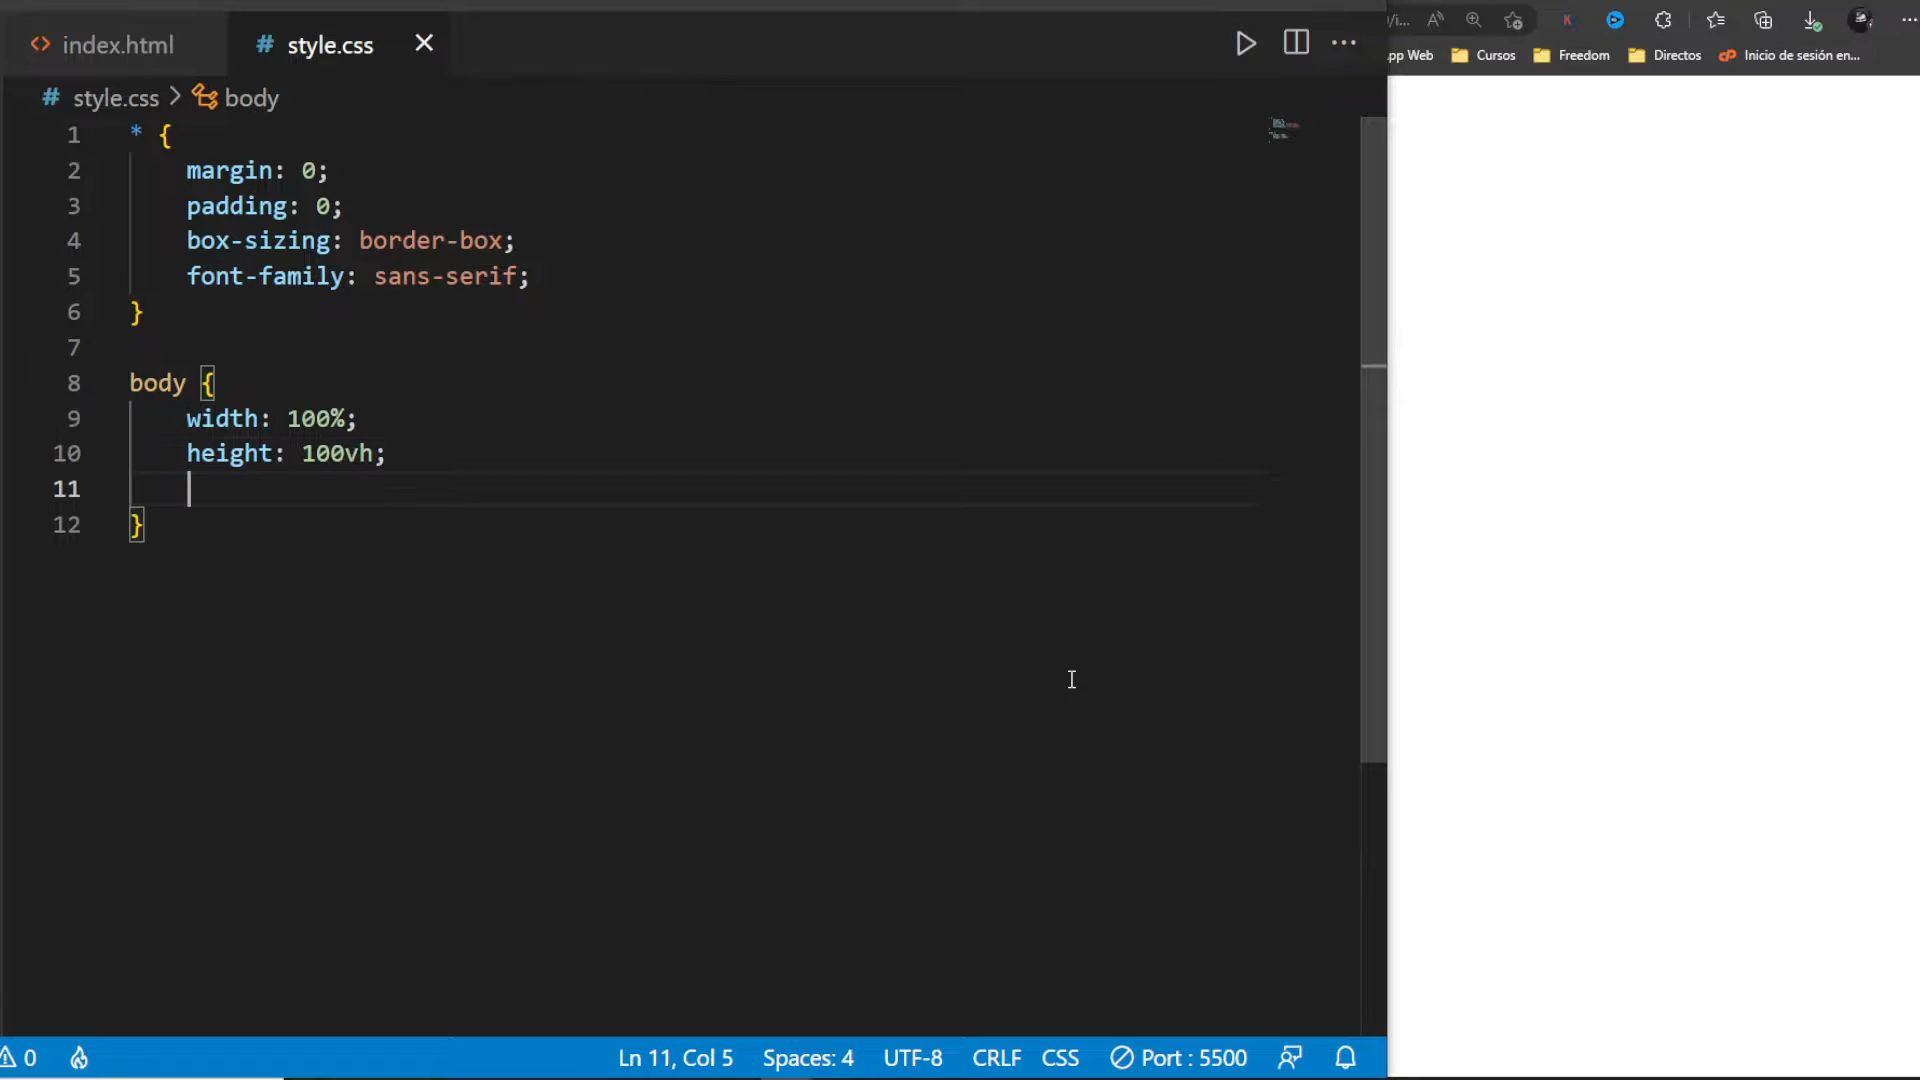 index.html
# style.css
/i...
pp Web
Cursos
Freedom
Directos
Inicio de sesión en...
# style.css > body
1 * {
2 margin: 0;
3 padding: 0;
4 box-sizing: border-box;
5 font-family: sans-serif;
6 }
7
8 body {
9 width: 100%;
10 height: 100vh;
11
12 }
0
Ln 11, Col 5
Spaces: 4
UTF-8
CRLF
CSS
Port : 5500